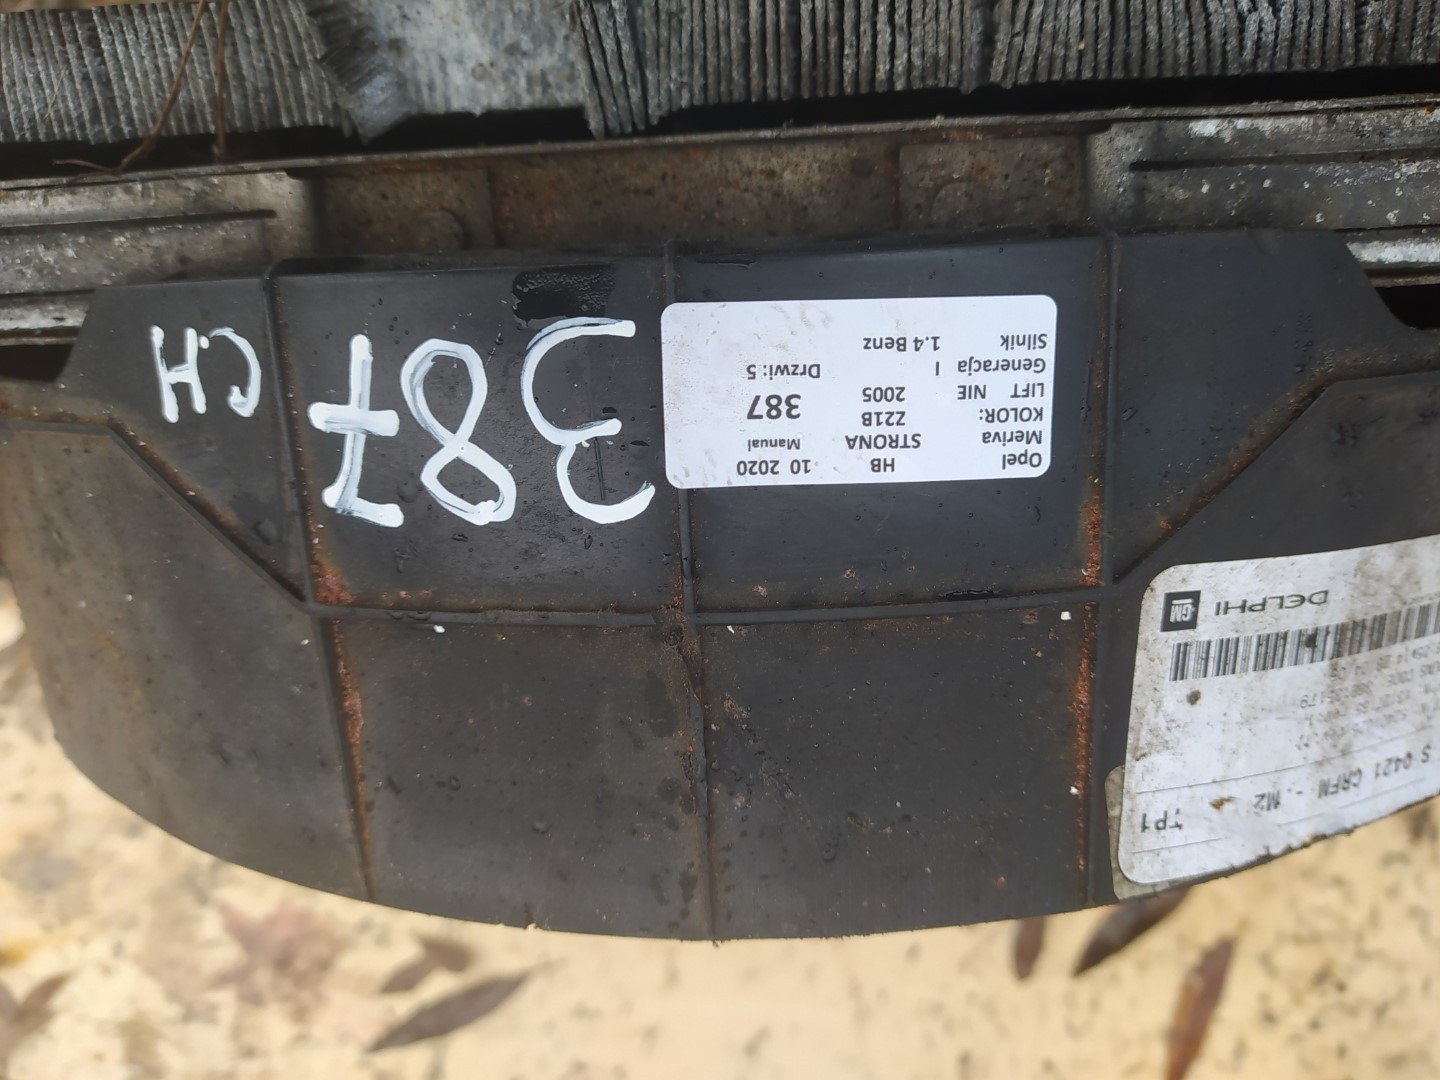 Opel HB 10 2020
Meriva STRONA Manual
KOLOR: Z21B 387
LIFT NIE 2005
Generacja I Drzwi: 5
Silnik 1.4 Benz
387
CH
GM DELPHI
S 0421 CRFM - M2
TP1